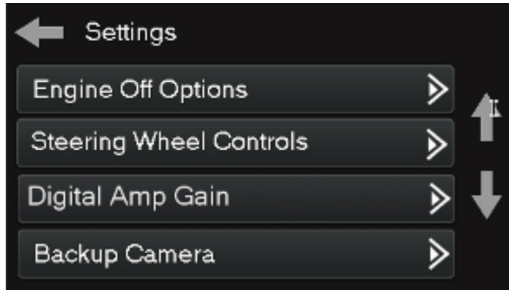 Settings
Engine Off Options
Steering Wheel Controls
Digital Amp Gain
Backup Camera